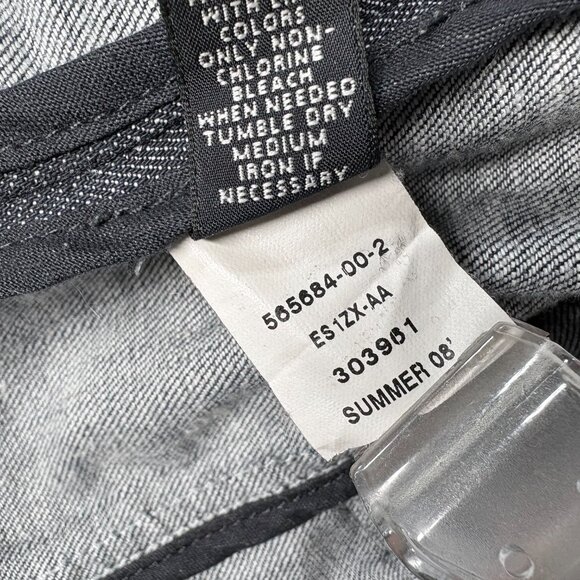 WITH
COLORS
ONLY NON-
CHLORINE
BLEACH
WHEN NEEDED
TUMBLE DRY
MEDIUM
IRON IF
NECESSARY
565684-00-2
ES1ZX-AA
303961
SUMMER 08'